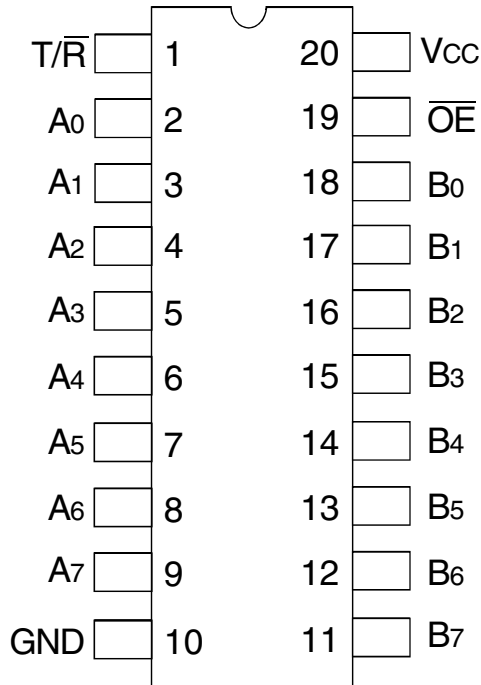 T/R̅ 1 20 VCC
A0 2 19 O̅E̅
A1 3 18 B0
A2 4 17 B1
A3 5 16 B2
A4 6 15 B3
A5 7 14 B4
A6 8 13 B5
A7 9 12 B6
GND 10 11 B7